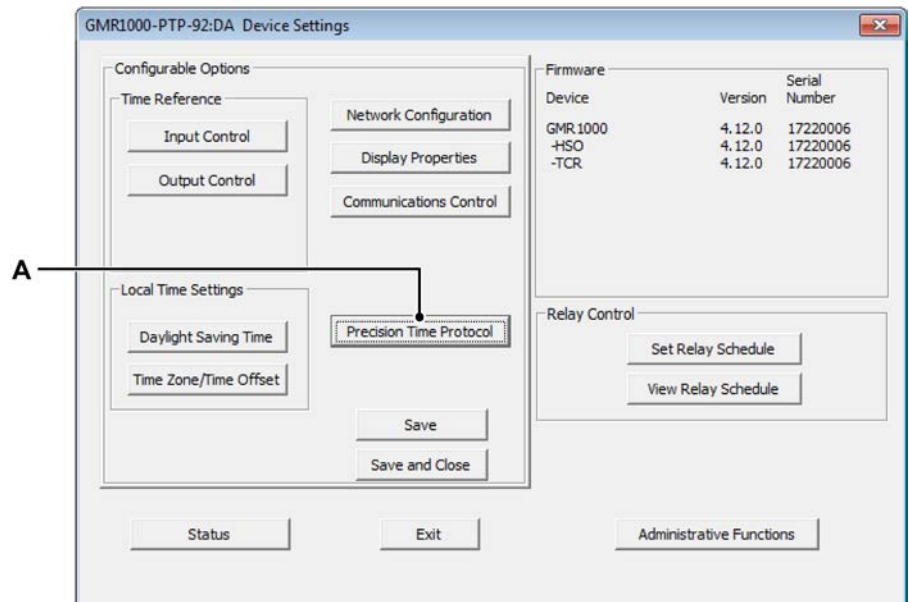 GMR1000-PTP-92:DA Device Settings
Configurable Options
Time Reference
Input Control
Output Control
Network Configuration
Display Properties
Communications Control
A
Local Time Settings
Daylight Saving Time
Time Zone/Time Offset
Precision Time Protocol
Save
Save and Close
Firmware
Device Version Serial Number
GMR1000 4.12.0 17220006
-HSO 4.12.0 17220006
-TCR 4.12.0 17220006
Relay Control
Set Relay Schedule
View Relay Schedule
Status
Exit
Administrative Functions